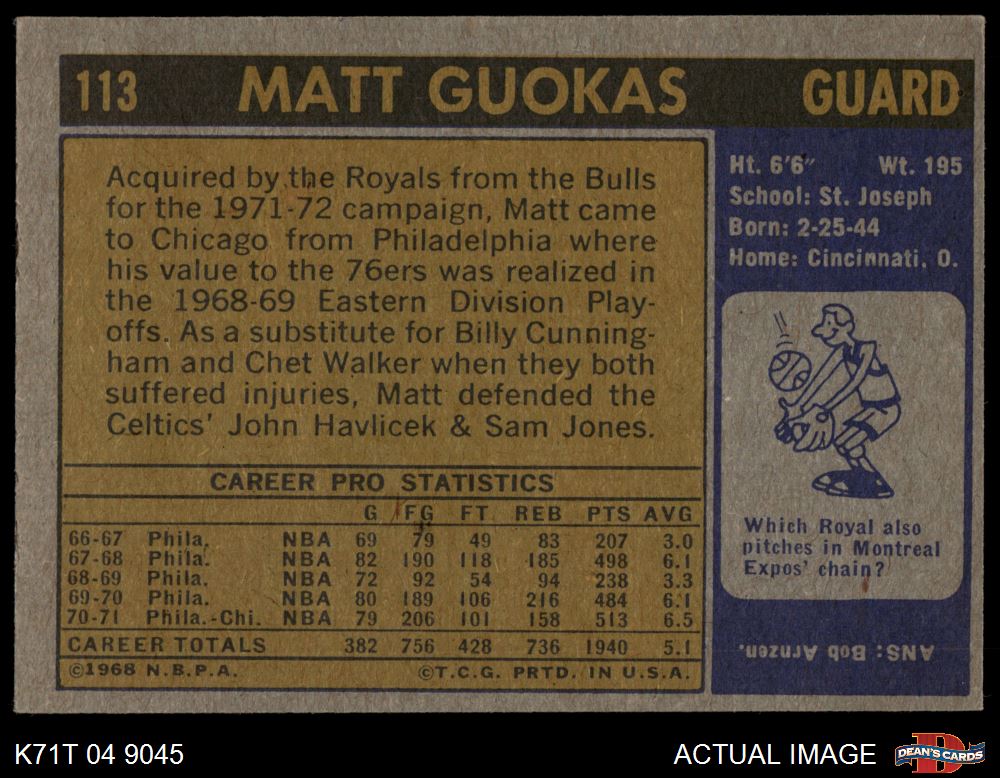 113 MATT GUOKAS GUARD
Acquired by the Royals from the Bulls
for the 1971-72 campaign, Matt came
to Chicago from Philadelphia where
his value to the 76ers was realized in
the 1968-69 Eastern Division Play-
offs. As a substitute for Billy Cunning-
ham and Chet Walker when they both
suffered injuries, Matt defended the
Celtics' John Havlicek & Sam Jones.
CAREER PRO STATISTICS
G FG FT REB PTS AVG
66-67 Phila. NBA 69 79 49 83 207 3.0
67-68 Phila. NBA 82 190 118 185 498 6.1
68-69 Phila. NBA 72 92 54 94 238 3.3
69-70 Phila. NBA 80 189 106 216 484 6.1
70-71 Phila.-Chi. NBA 79 206 101 158 513 6.5
CAREER TOTALS 382 756 428 736 1940 5.1
©1968 N.B.P.A. ©T.C.G. PRTD. IN U.S.A.
Ht. 6'6" Wt. 195
School: St. Joseph
Born: 2-25-44
Home: Cincinnati, O.
Which Royal also
pitches in Montreal
Expos' chain?
ANS: Bob Arnzen.
K71T 04 9045 ACTUAL IMAGE DEAN'S CARDS